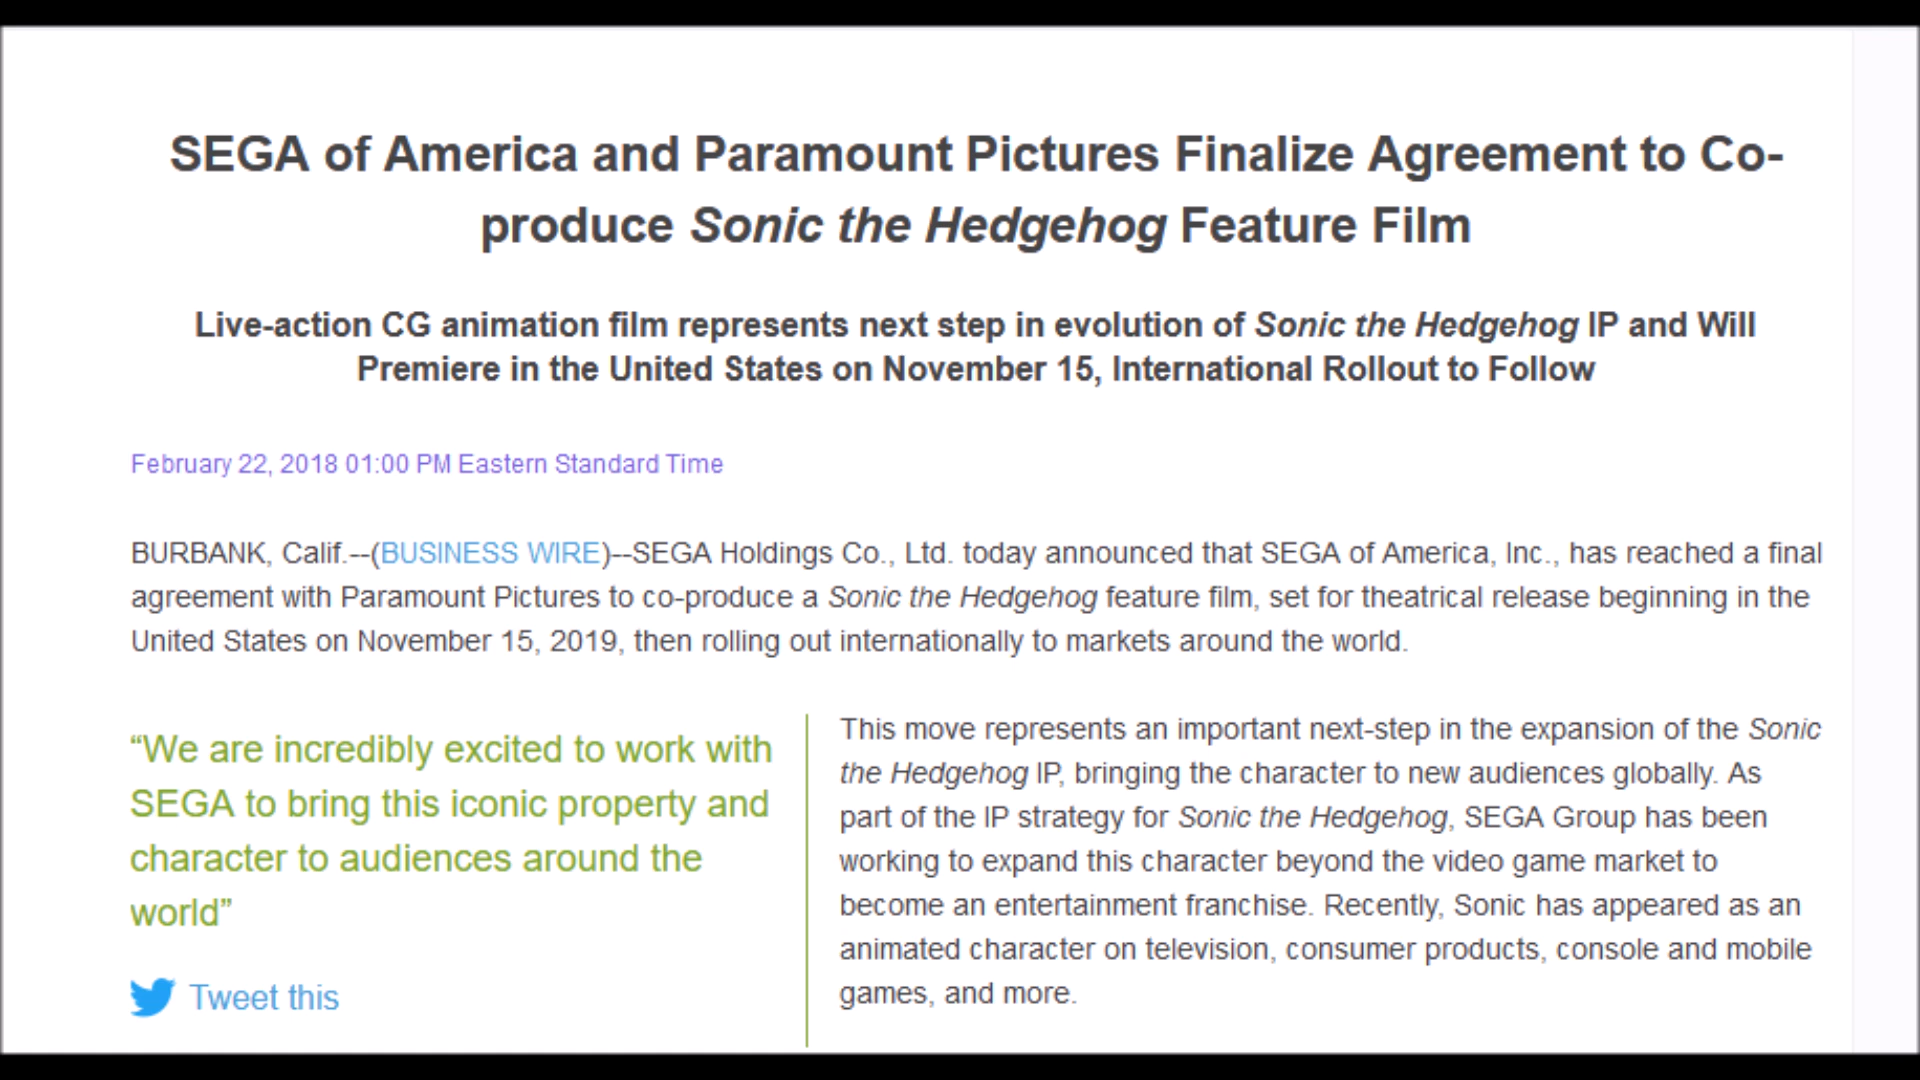 SEGA of America and Paramount Pictures Finalize Agreement to Co-
produce Sonic the Hedgehog Feature Film
Live-action CG animation film represents next step in evolution of Sonic the Hedgehog IP and Will
Premiere in the United States on November 15, International Rollout to Follow
February 22, 2018 01:00 PM Eastern Standard Time
BURBANK, Calif.--(BUSINESS WIRE)--SEGA Holdings Co., Ltd. today announced that SEGA of America, Inc., has reached a final
agreement with Paramount Pictures to co-produce a Sonic the Hedgehog feature film, set for theatrical release beginning in the
United States on November 15, 2019, then rolling out internationally to markets around the world.
“We are incredibly excited to work with
SEGA to bring this iconic property and
character to audiences around the
world”
Tweet this
This move represents an important next-step in the expansion of the Sonic
the Hedgehog IP, bringing the character to new audiences globally. As
part of the IP strategy for Sonic the Hedgehog, SEGA Group has been
working to expand this character beyond the video game market to
become an entertainment franchise. Recently, Sonic has appeared as an
animated character on television, consumer products, console and mobile
games, and more.